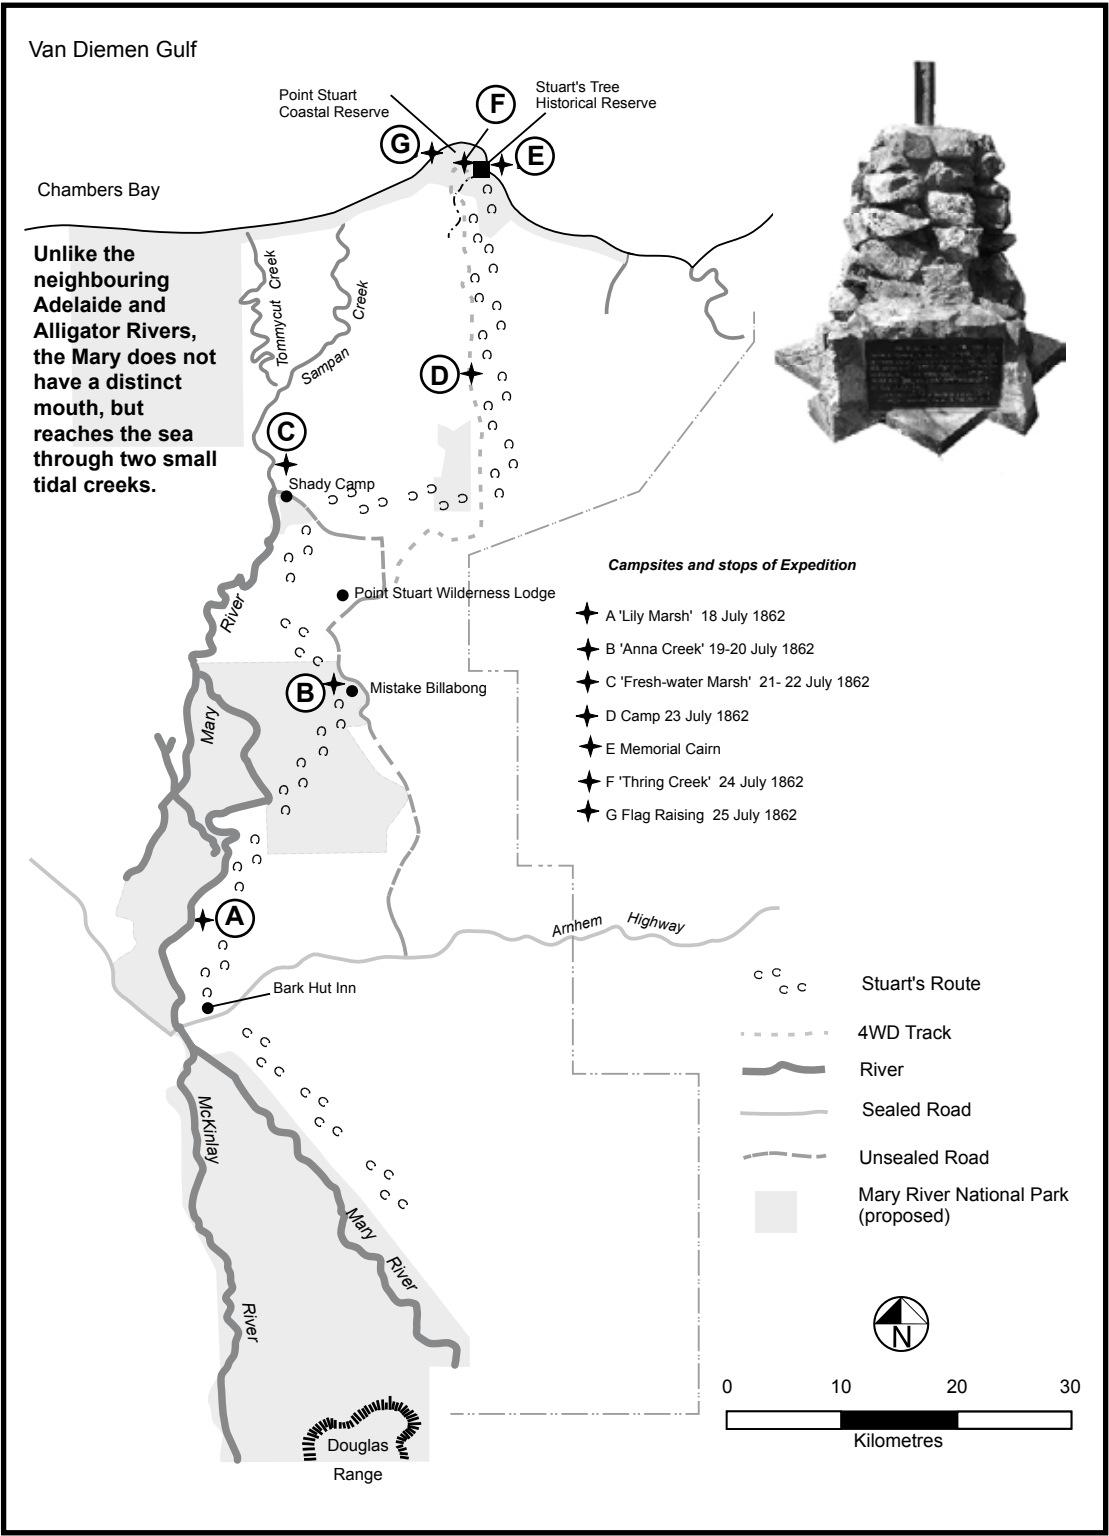 Van Diemen Gulf
Point Stuart
Coastal Reserve
F
Stuart's Tree
Historical Reserve
G
E
Chambers Bay
Unlike the
neighbouring
Adelaide and
Alligator Rivers,
the Mary does not
have a distinct
mouth, but
reaches the sea
through two small
tidal creeks.
Tommycut Creek
Sampan Creek
D
C
Shady Camp
Point Stuart Wilderness Lodge
River
Mary
B
Mistake Billabong
Campsites and stops of Expedition
A 'Lily Marsh' 18 July 1862
B 'Anna Creek' 19-20 July 1862
C 'Fresh-water Marsh' 21- 22 July 1862
D Camp 23 July 1862
E Memorial Cairn
F 'Thring Creek' 24 July 1862
G Flag Raising 25 July 1862
A
Arnhem Highway
Bark Hut Inn
McKinlay
River
Mary
River
Douglas
Range
Stuart's Route
4WD Track
River
Sealed Road
Unsealed Road
Mary River National Park
(proposed)
N
0 10 20 30
Kilometres